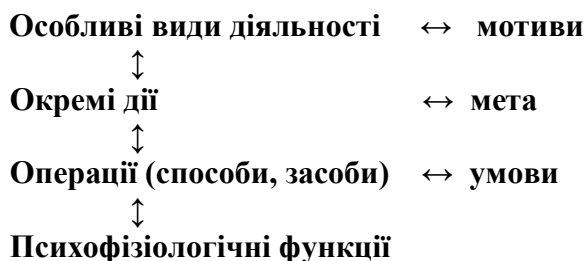 Особливі види діяльності ↔ мотиви
↕
Окремі дії ↔ мета
↕
Операції (способи, засоби) ↔ умови
↕
Психофізіологічні функції